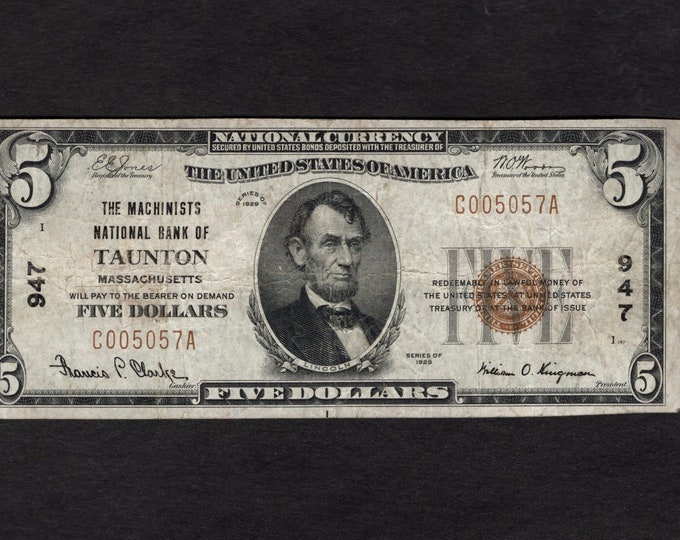 NATIONAL CURRENCY
SECURED BY UNITED STATES BONDS DEPOSITED WITH THE TREASURER OF
THE UNITED STATES OF AMERICA
5
5
E E Jones
Register of the Treasury.
Treasurer of the United States.
SERIES OF
1929
C005057A
THE MACHINISTS
NATIONAL BANK OF
TAUNTON
MASSACHUSETTS
WILL PAY TO THE BEARER ON DEMAND
FIVE DOLLARS
C005057A
I
947
FIVE
REDEEMABLE IN LAWFUL MONEY OF
THE UNITED STATES AT UNITED STATES
TREASURY OR AT THE BANK OF ISSUE
947
I
SERIES OF
1929
LINCOLN
Francis P. Clarke
Cashier.
William O. Kingman
President.
5
FIVE DOLLARS
5